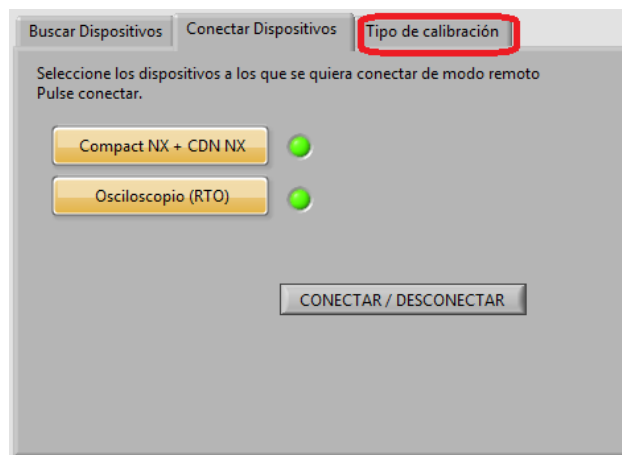 Buscar Dispositivos
Conectar Dispositivos
Tipo de calibración
Seleccione los dispositivos a los que se quiera conectar de modo remoto
Pulse conectar.
Compact NX + CDN NX
Osciloscopio (RTO)
CONECTAR / DESCONECTAR